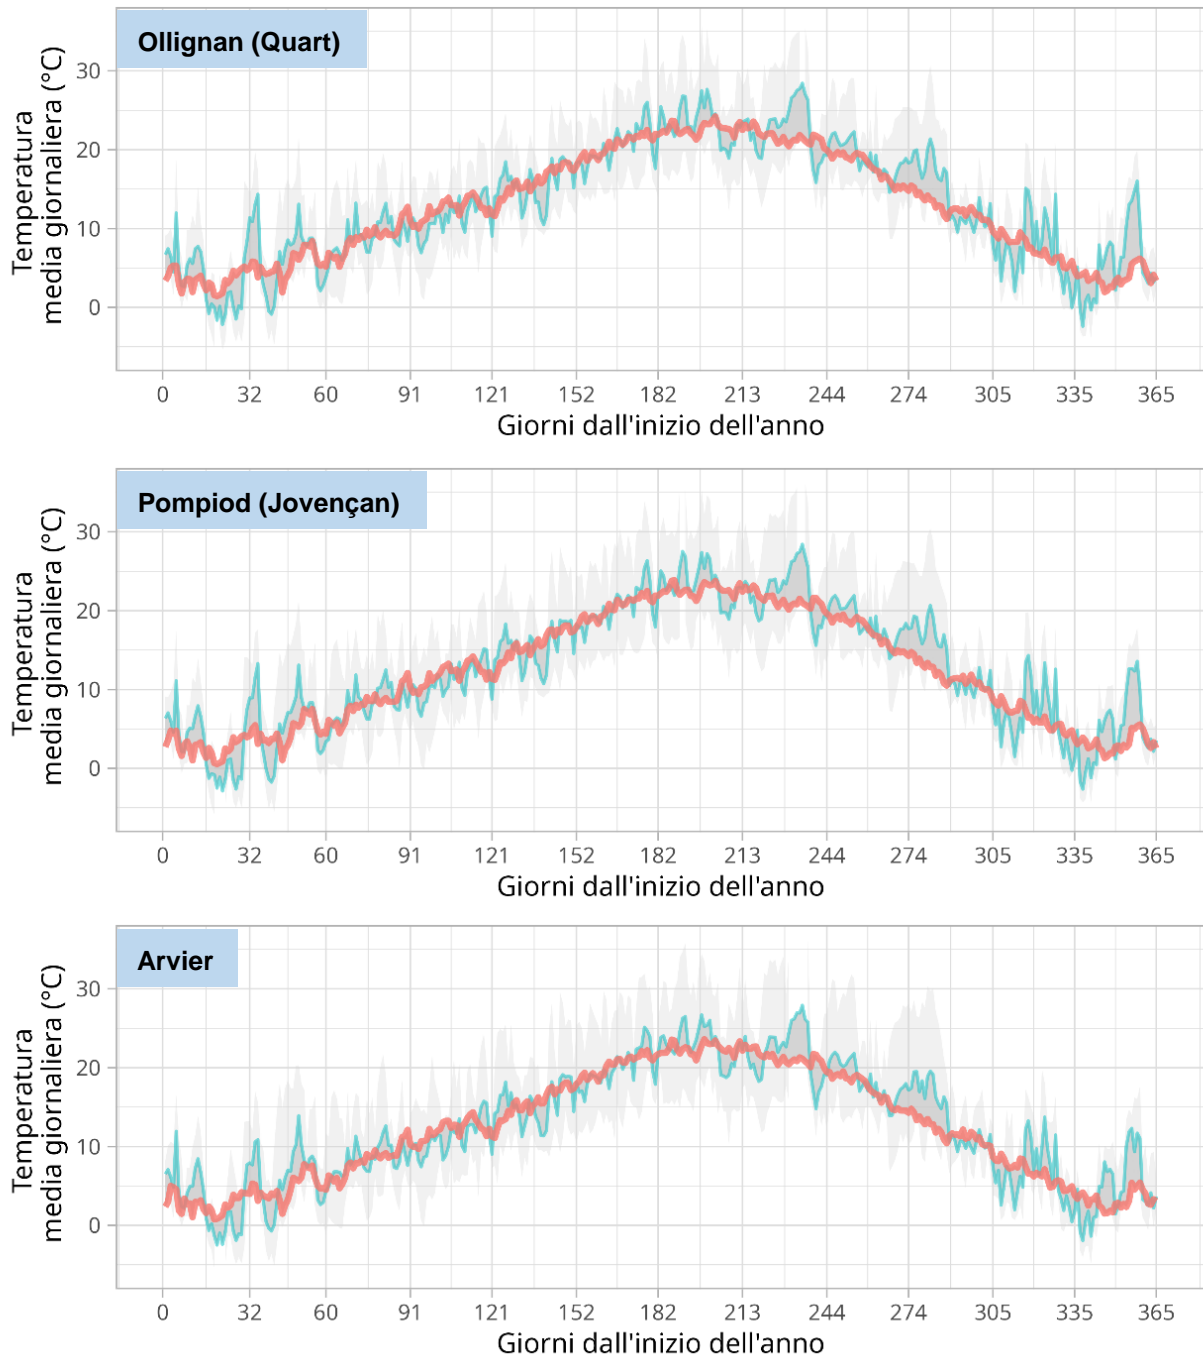 Ollignan (Quart)
Temperatura
media giornaliera (°C)
30
20
10
0
0 32 60 91 121 152 182 213 244 274 305 335 365
Giorni dall'inizio dell'anno
Pompiod (Jovençan)
Temperatura
media giornaliera (°C)
30
20
10
0
0 32 60 91 121 152 182 213 244 274 305 335 365
Giorni dall'inizio dell'anno
Arvier
Temperatura
media giornaliera (°C)
30
20
10
0
0 32 60 91 121 152 182 213 244 274 305 335 365
Giorni dall'inizio dell'anno